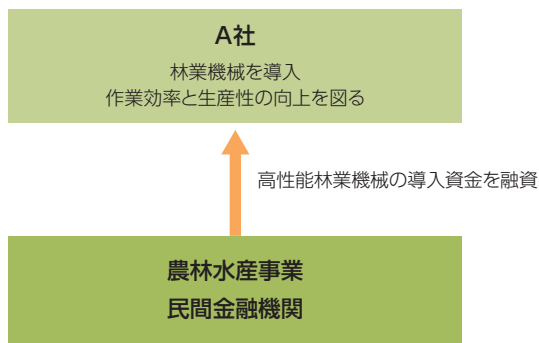 A社
林業機械を導入
作業効率と生産性の向上を図る
高性能林業機械の導入資金を融資
農林水産事業
民間金融機関